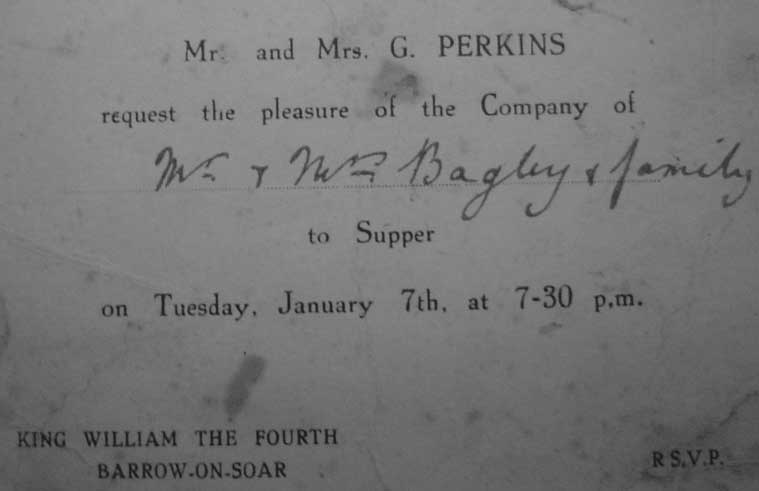 Mr. and Mrs. G. PERKINS
request the pleasure of the Company of
Mr & Mrs Bagley & family
to Supper
on Tuesday, January 7th, at 7-30 p.m.
KING WILLIAM THE FOURTH
BARROW-ON-SOAR
R.S.V.P.